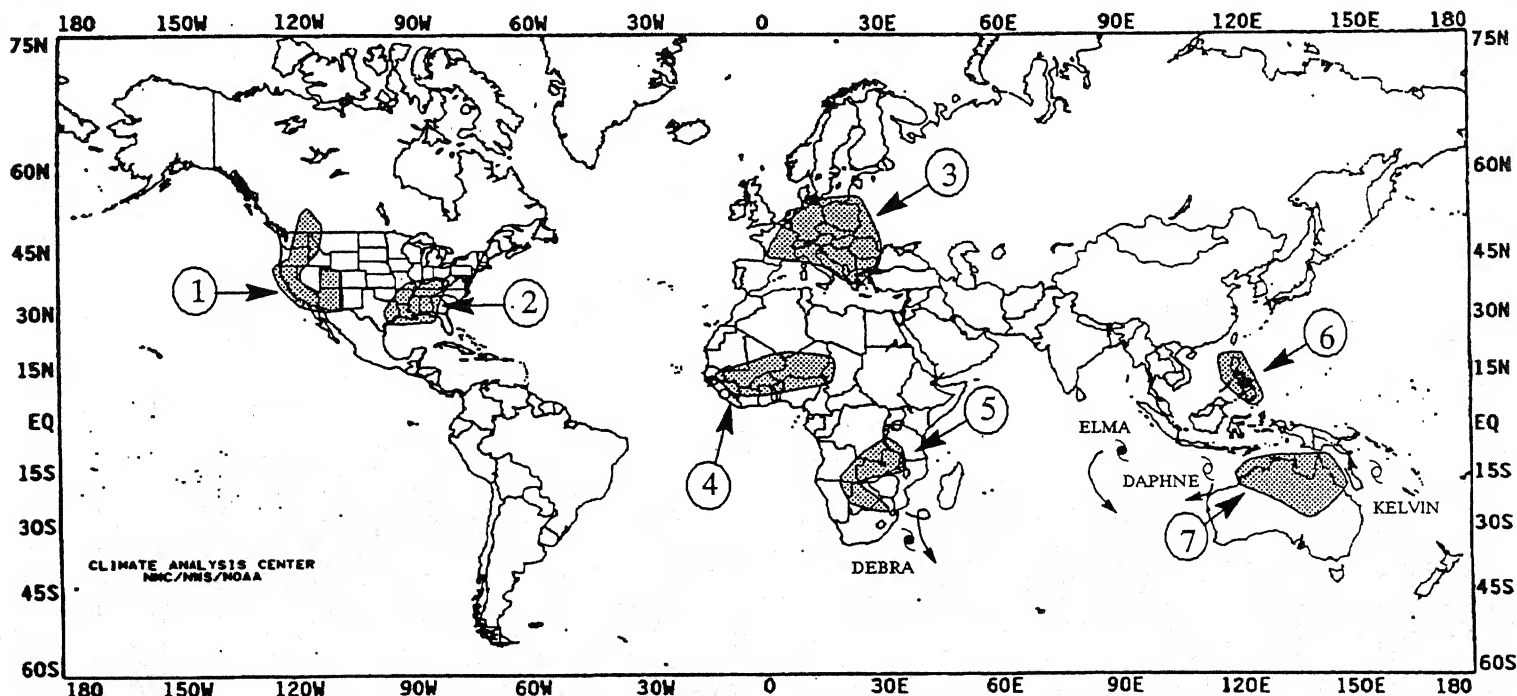 180 150W 120W 90W 60W 30W 0 30E 60E 90E 120E 150E 180
75N 75N
60N 60N
3
45N 45N
1
2
30N 30N
6
15N 15N
5
EQ EQ
ELMA
4
15S DAPHNE 15S
KELVIN
7
30S 30S
DEBRA
CLIMATE ANALYSIS CENTER
NMC/NWS/NOAA
45S 45S
60S 60S
180 150W 120W 90W 60W 30W 0 30E 60E 90E 120E 150E 180